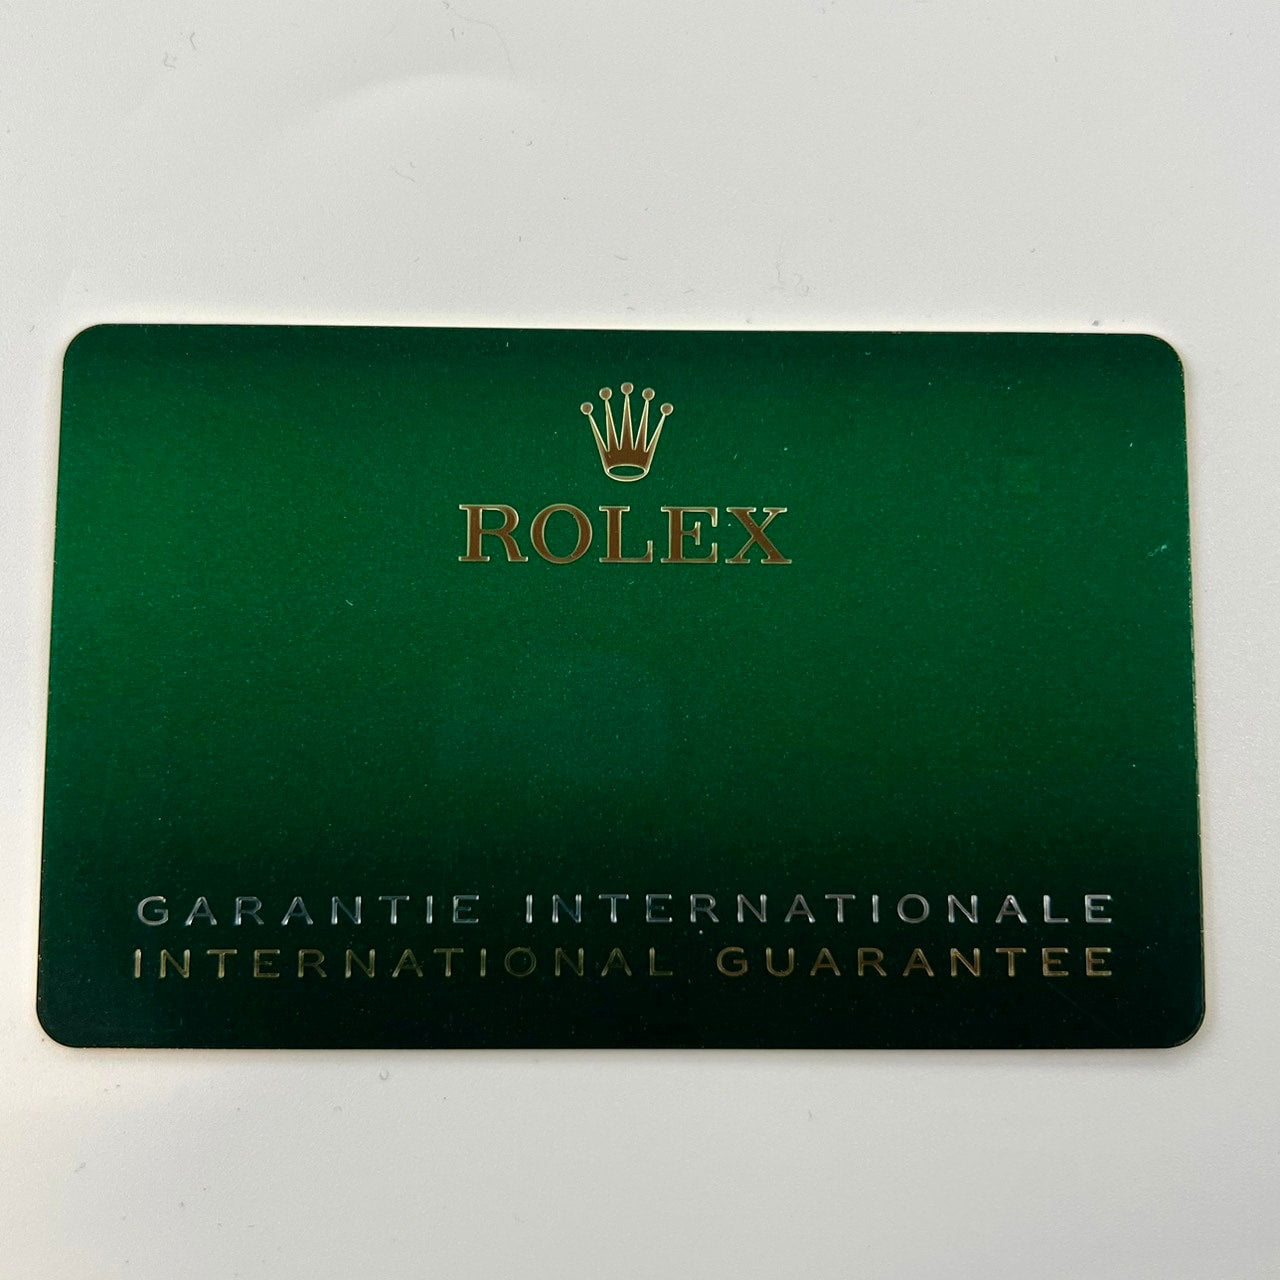 ROLEX
GARANTIE INTERNATIONALE
INTERNATIONAL GUARANTEE